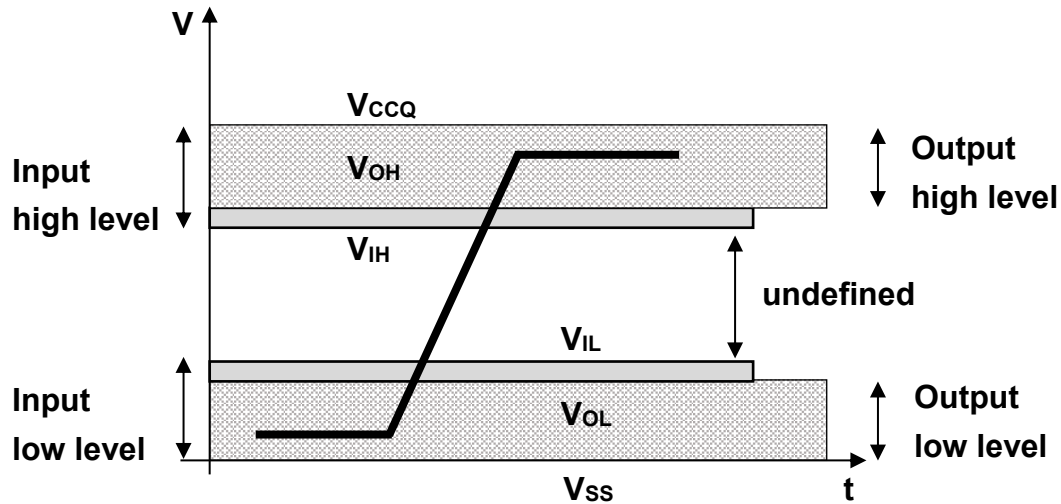 V
VCCQ
Input
high level
VOH
Output
high level
VIH
undefined
VIL
Input
low level
VOL
Output
low level
VSS
t